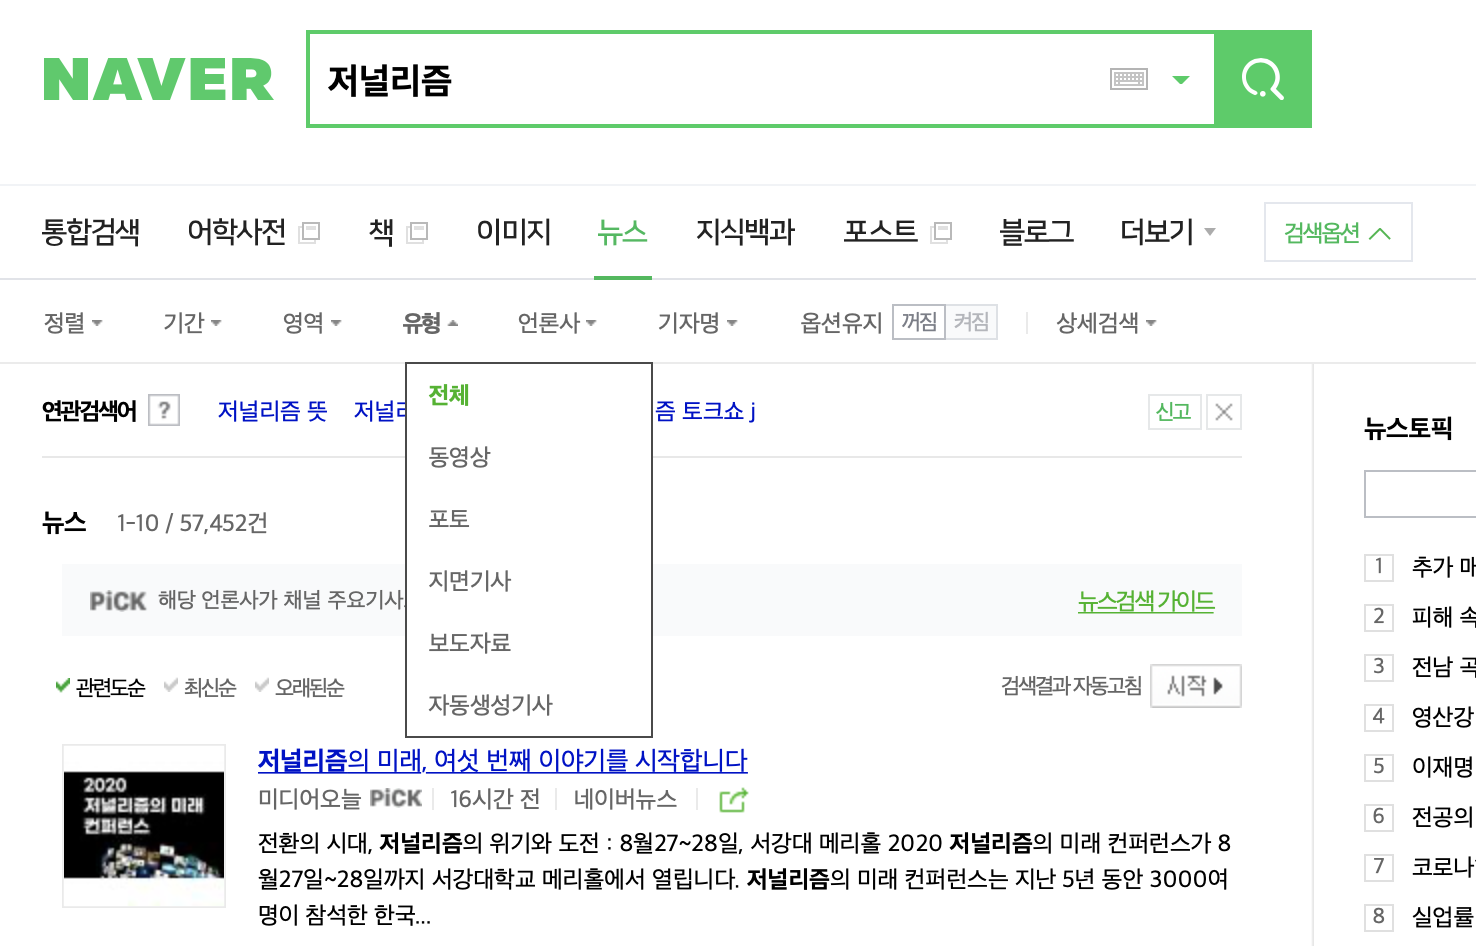 NAVER
저널리즘
통합검색 어학사전 책 이미지 뉴스 지식백과 포스트 블로그 더보기 검색옵션
정렬 기간 영역 유형 언론사 기자명 옵션유지 꺼짐 켜짐 상세검색
연관검색어 ? 저널리즘 뜻 저널리 즘 토크쇼 j 신고
전체
동영상
포토
지면기사
보도자료
자동생성기사
뉴스 1-10 / 57,452건
PiCK 해당 언론사가 채널 주요기사 뉴스검색 가이드
관련도순 최신순 오래된순 검색결과 자동고침 시작
2020
저널리즘의 미래
컨퍼런스
저널리즘의 미래, 여섯 번째 이야기를 시작합니다
미디어오늘 PiCK 16시간 전 네이버뉴스
전환의 시대, 저널리즘의 위기와 도전 : 8월27~28일, 서강대 메리홀 2020 저널리즘의 미래 컨퍼런스가 8
월27일~28일까지 서강대학교 메리홀에서 열립니다. 저널리즘의 미래 컨퍼런스는 지난 5년 동안 3000여
명이 참석한 한국...
뉴스토픽
1 추가
2 피해 속
3 전남 곡
4 영산강
5 이재명
6 전공의
7 코로나
8 실업률